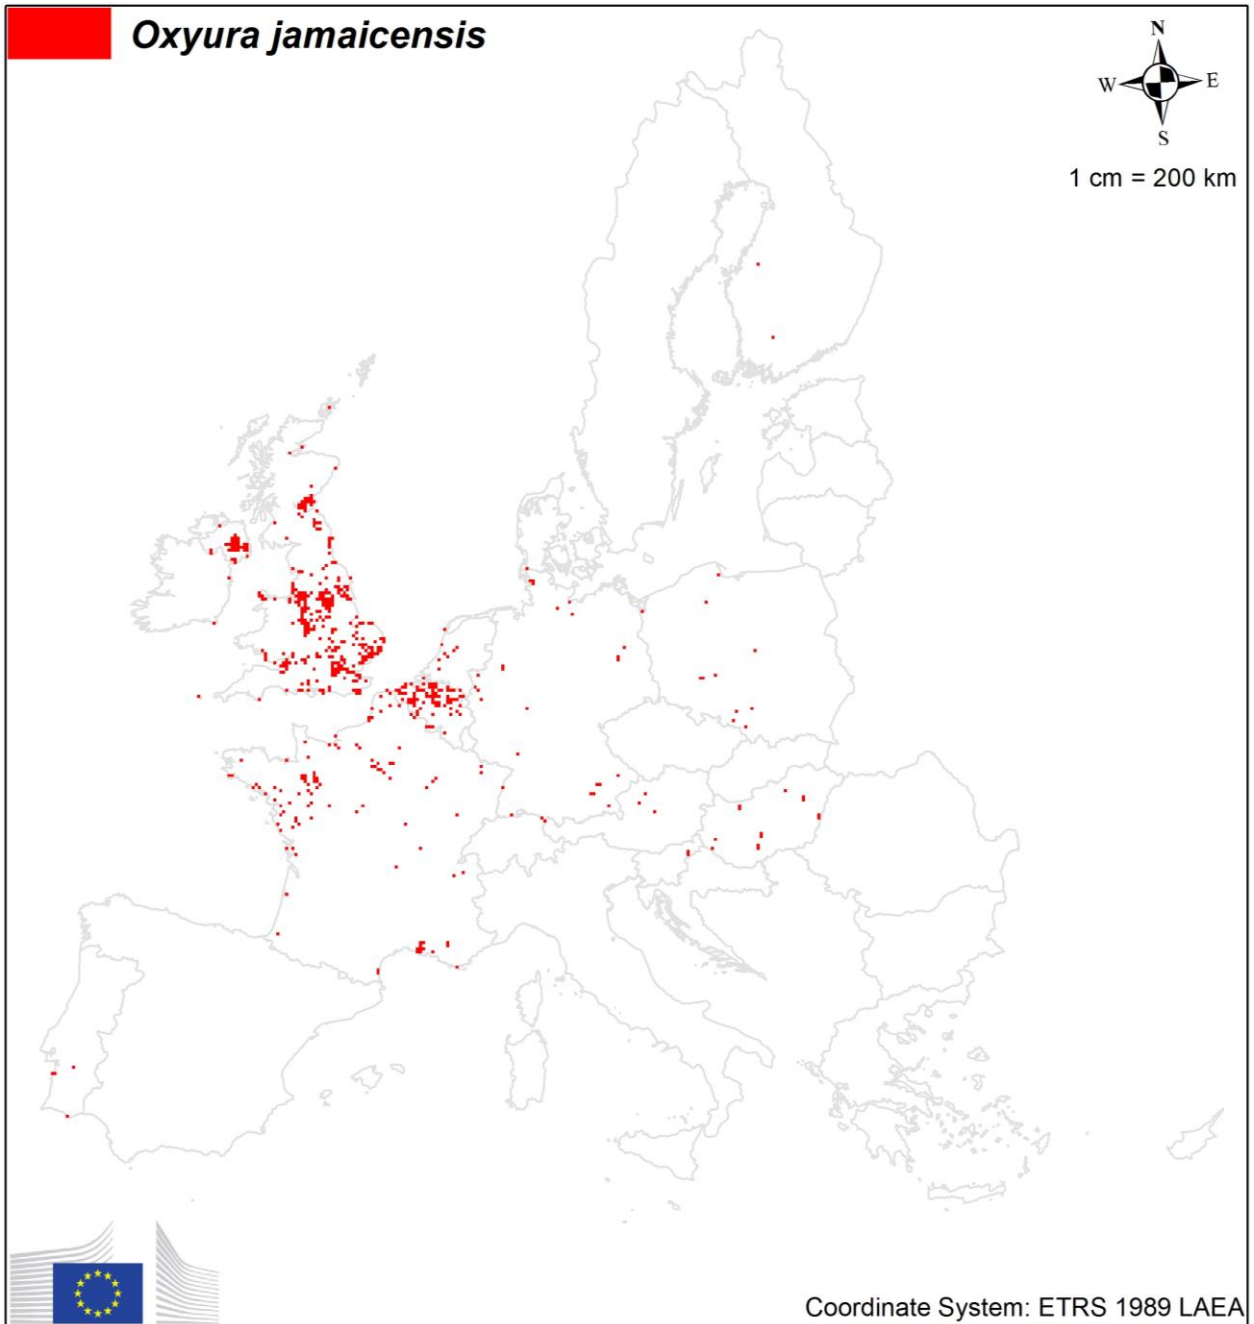 Oxyura jamaicensis
N
W E
S
1 cm = 200 km
Coordinate System: ETRS 1989 LAEA